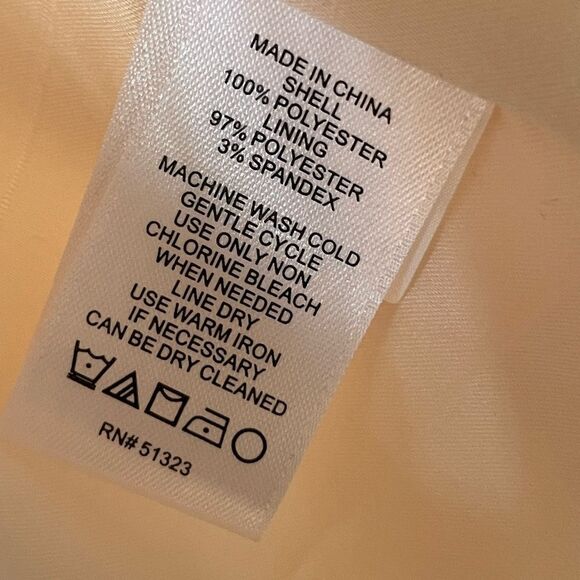 MADE IN CHINA
SHELL
100% POLYESTER
LINING
97% POLYESTER
3% SPANDEX
MACHINE WASH COLD
GENTLE CYCLE
USE ONLY NON
CHLORINE BLEACH
WHEN NEEDED
LINE DRY
USE WARM IRON
IF NECESSARY
CAN BE DRY CLEANED
RN# 51323